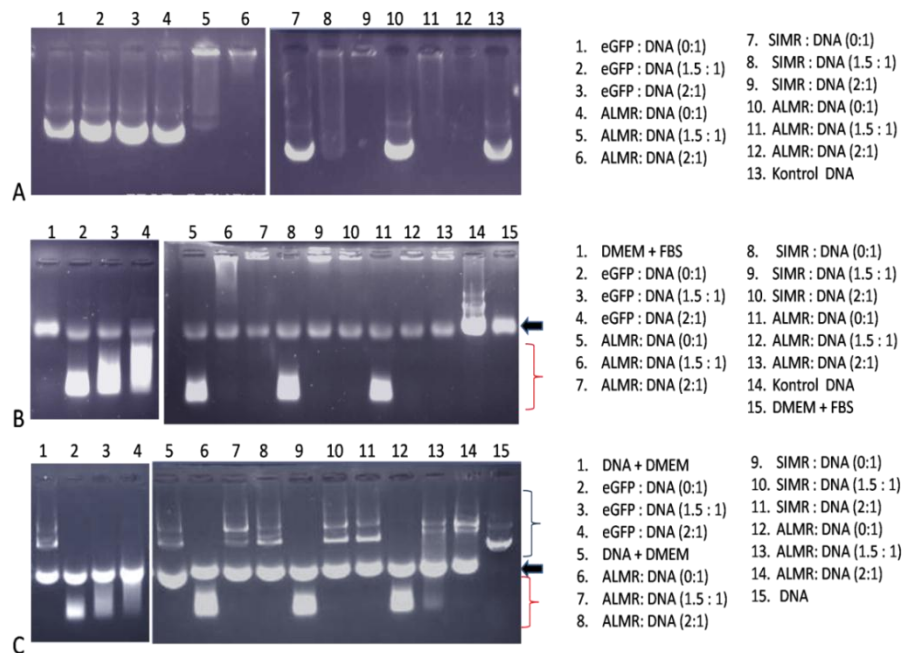 1 2 3 4 5 6 7 8 9 10 11 12 13
A
1. eGFP : DNA (0:1)
2. eGFP : DNA (1.5 : 1)
3. eGFP : DNA (2:1)
4. ALMR: DNA (0:1)
5. ALMR: DNA (1.5 : 1)
6. ALMR: DNA (2:1)
7. SIMR : DNA (0:1)
8. SIMR : DNA (1.5 : 1)
9. SIMR : DNA (2:1)
10. ALMR : DNA (0:1)
11. ALMR : DNA (1.5 : 1)
12. ALMR : DNA (2:1)
13. Kontrol DNA
1 2 3 4 5 6 7 8 9 10 11 12 13 14 15
B
1. DMEM + FBS
2. eGFP : DNA (0:1)
3. eGFP : DNA (1.5 : 1)
4. eGFP : DNA (2:1)
5. ALMR: DNA (0:1)
6. ALMR: DNA (1.5 : 1)
7. ALMR: DNA (2:1)
8. SIMR : DNA (0:1)
9. SIMR : DNA (1.5 : 1)
10. SIMR : DNA (2:1)
11. ALMR : DNA (0:1)
12. ALMR : DNA (1.5 : 1)
13. ALMR : DNA (2:1)
14. Kontrol DNA
15. DMEM + FBS
1 2 3 4 5 6 7 8 9 10 11 12 13 14 15
C
1. DNA + DMEM
2. eGFP : DNA (0:1)
3. eGFP : DNA (1.5 : 1)
4. eGFP : DNA (2:1)
5. DNA + DMEM
6. ALMR: DNA (0:1)
7. ALMR: DNA (1.5 : 1)
8. ALMR: DNA (2:1)
9. SIMR : DNA (0:1)
10. SIMR : DNA (1.5 : 1)
11. SIMR : DNA (2:1)
12. ALMR : DNA (0:1)
13. ALMR: DNA (1.5 : 1)
14. ALMR: DNA (2:1)
15. DNA